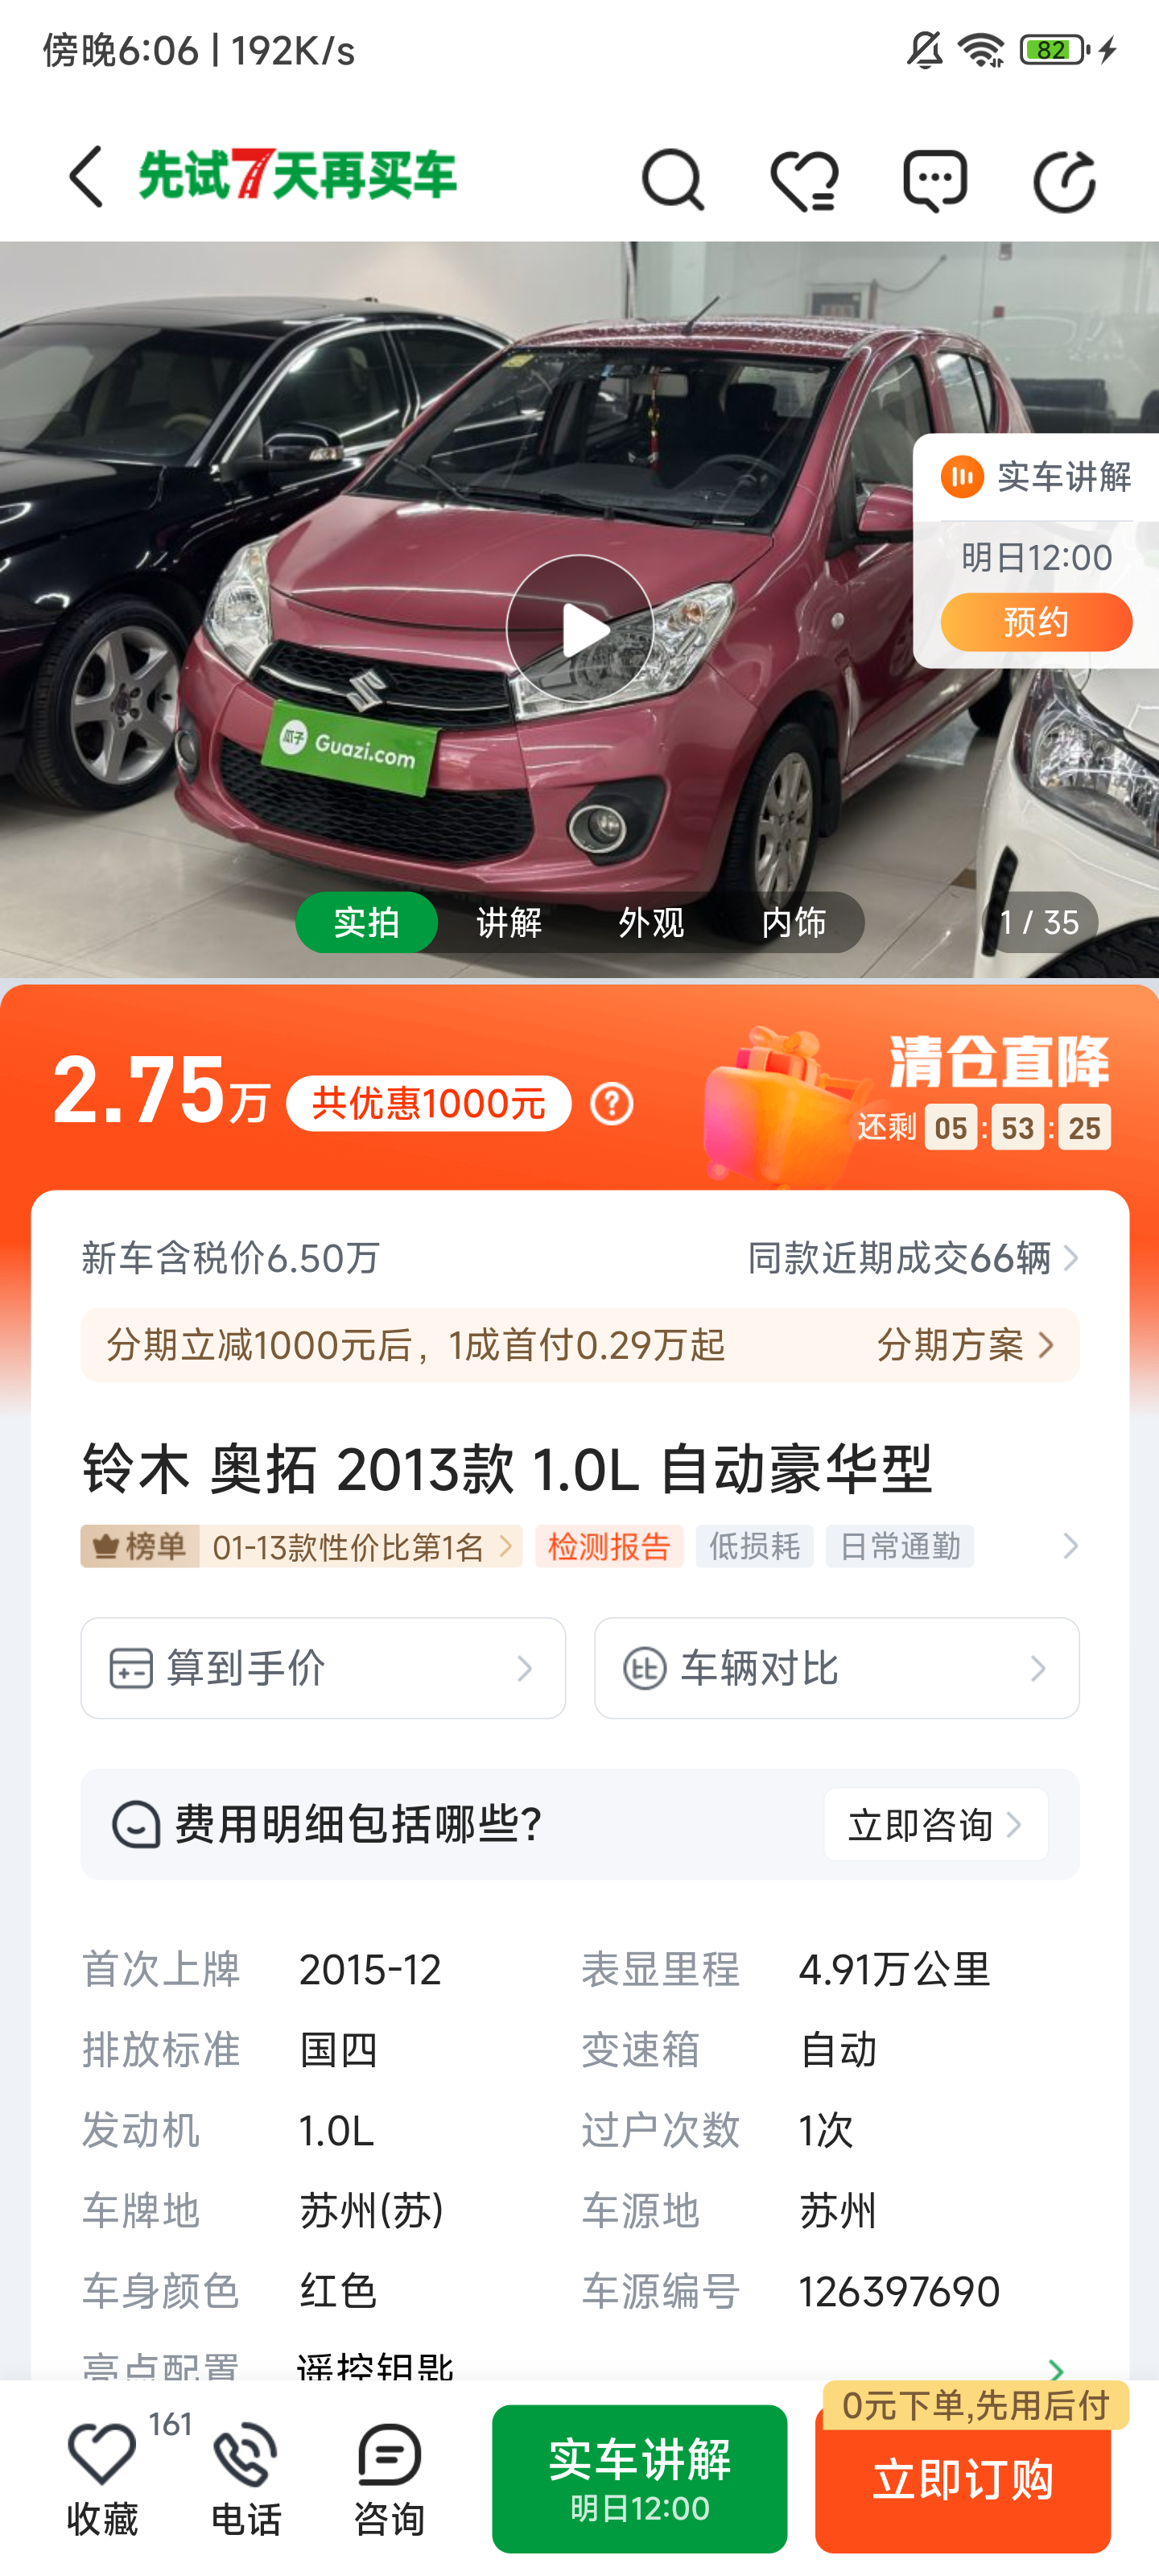 傍晚6:06 | 192K/s
82
先试7天再买车
实车讲解
明日12:00
预约
瓜子 Guazi.com
实拍 讲解 外观 内饰
1 / 35
2.75万 共优惠1000元 ?
清仓直降
还剩 05 : 53 : 25
新车含税价6.50万 同款近期成交66辆
分期立减1000元后，1成首付0.29万起 分期方案
铃木 奥拓 2013款 1.0L 自动豪华型
榜单 01-13款性价比第1名 检测报告 低损耗 日常通勤
算到手价 车辆对比
费用明细包括哪些? 立即咨询
首次上牌 2015-12 表显里程 4.91万公里
排放标准 国四 变速箱 自动
发动机 1.0L 过户次数 1次
车牌地 苏州(苏) 车源地 苏州
车身颜色 红色 车源编号 126397690
高点配置 遥控钥匙
0元下单,先用后付
161
收藏 电话 咨询
实车讲解
明日12:00
立即订购